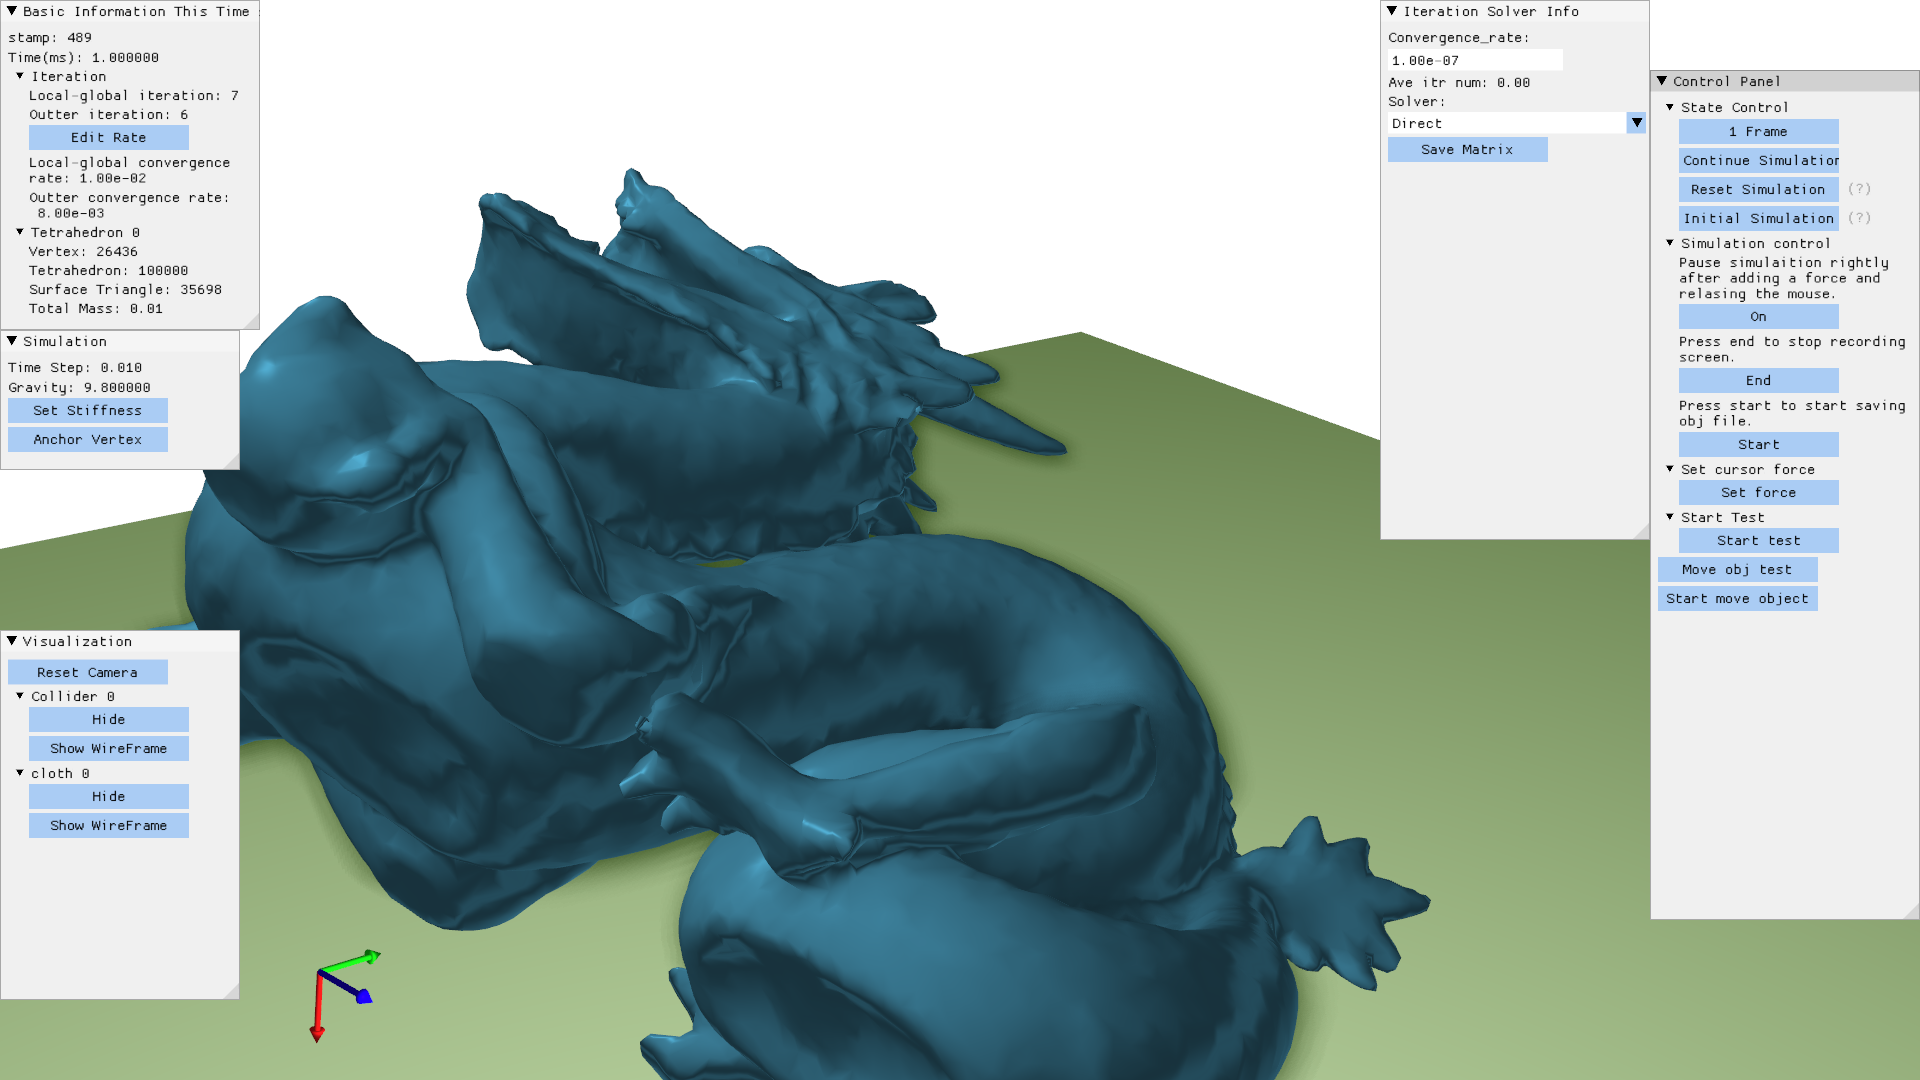 Basic Information This Time
stamp: 489
Time(ms): 1.000000
Iteration
Local-global iteration: 7
Outter iteration: 6
Edit Rate
Local-global convergence
rate: 1.00e-02
Outter convergence rate:
8.00e-03
Tetrahedron 0
Vertex: 26436
Tetrahedron: 100000
Surface Triangle: 35698
Total Mass: 0.01
Simulation
Time Step: 0.010
Gravity: 9.800000
Set Stiffness
Anchor Vertex
Visualization
Reset Camera
Collider 0
Hide
Show WireFrame
cloth 0
Hide
Show WireFrame
Iteration Solver Info
Convergence_rate:
1.00e-07
Ave itr num: 0.00
Solver:
Direct
Save Matrix
Control Panel
State Control
1 Frame
Continue Simulation
Reset Simulation (?)
Initial Simulation (?)
Simulation control
Pause simulaition rightly
after adding a force and
relasing the mouse.
On
Press end to stop recording
screen.
End
Press start to start saving
obj file.
Start
Set cursor force
Set force
Start Test
Start test
Move obj test
Start move object